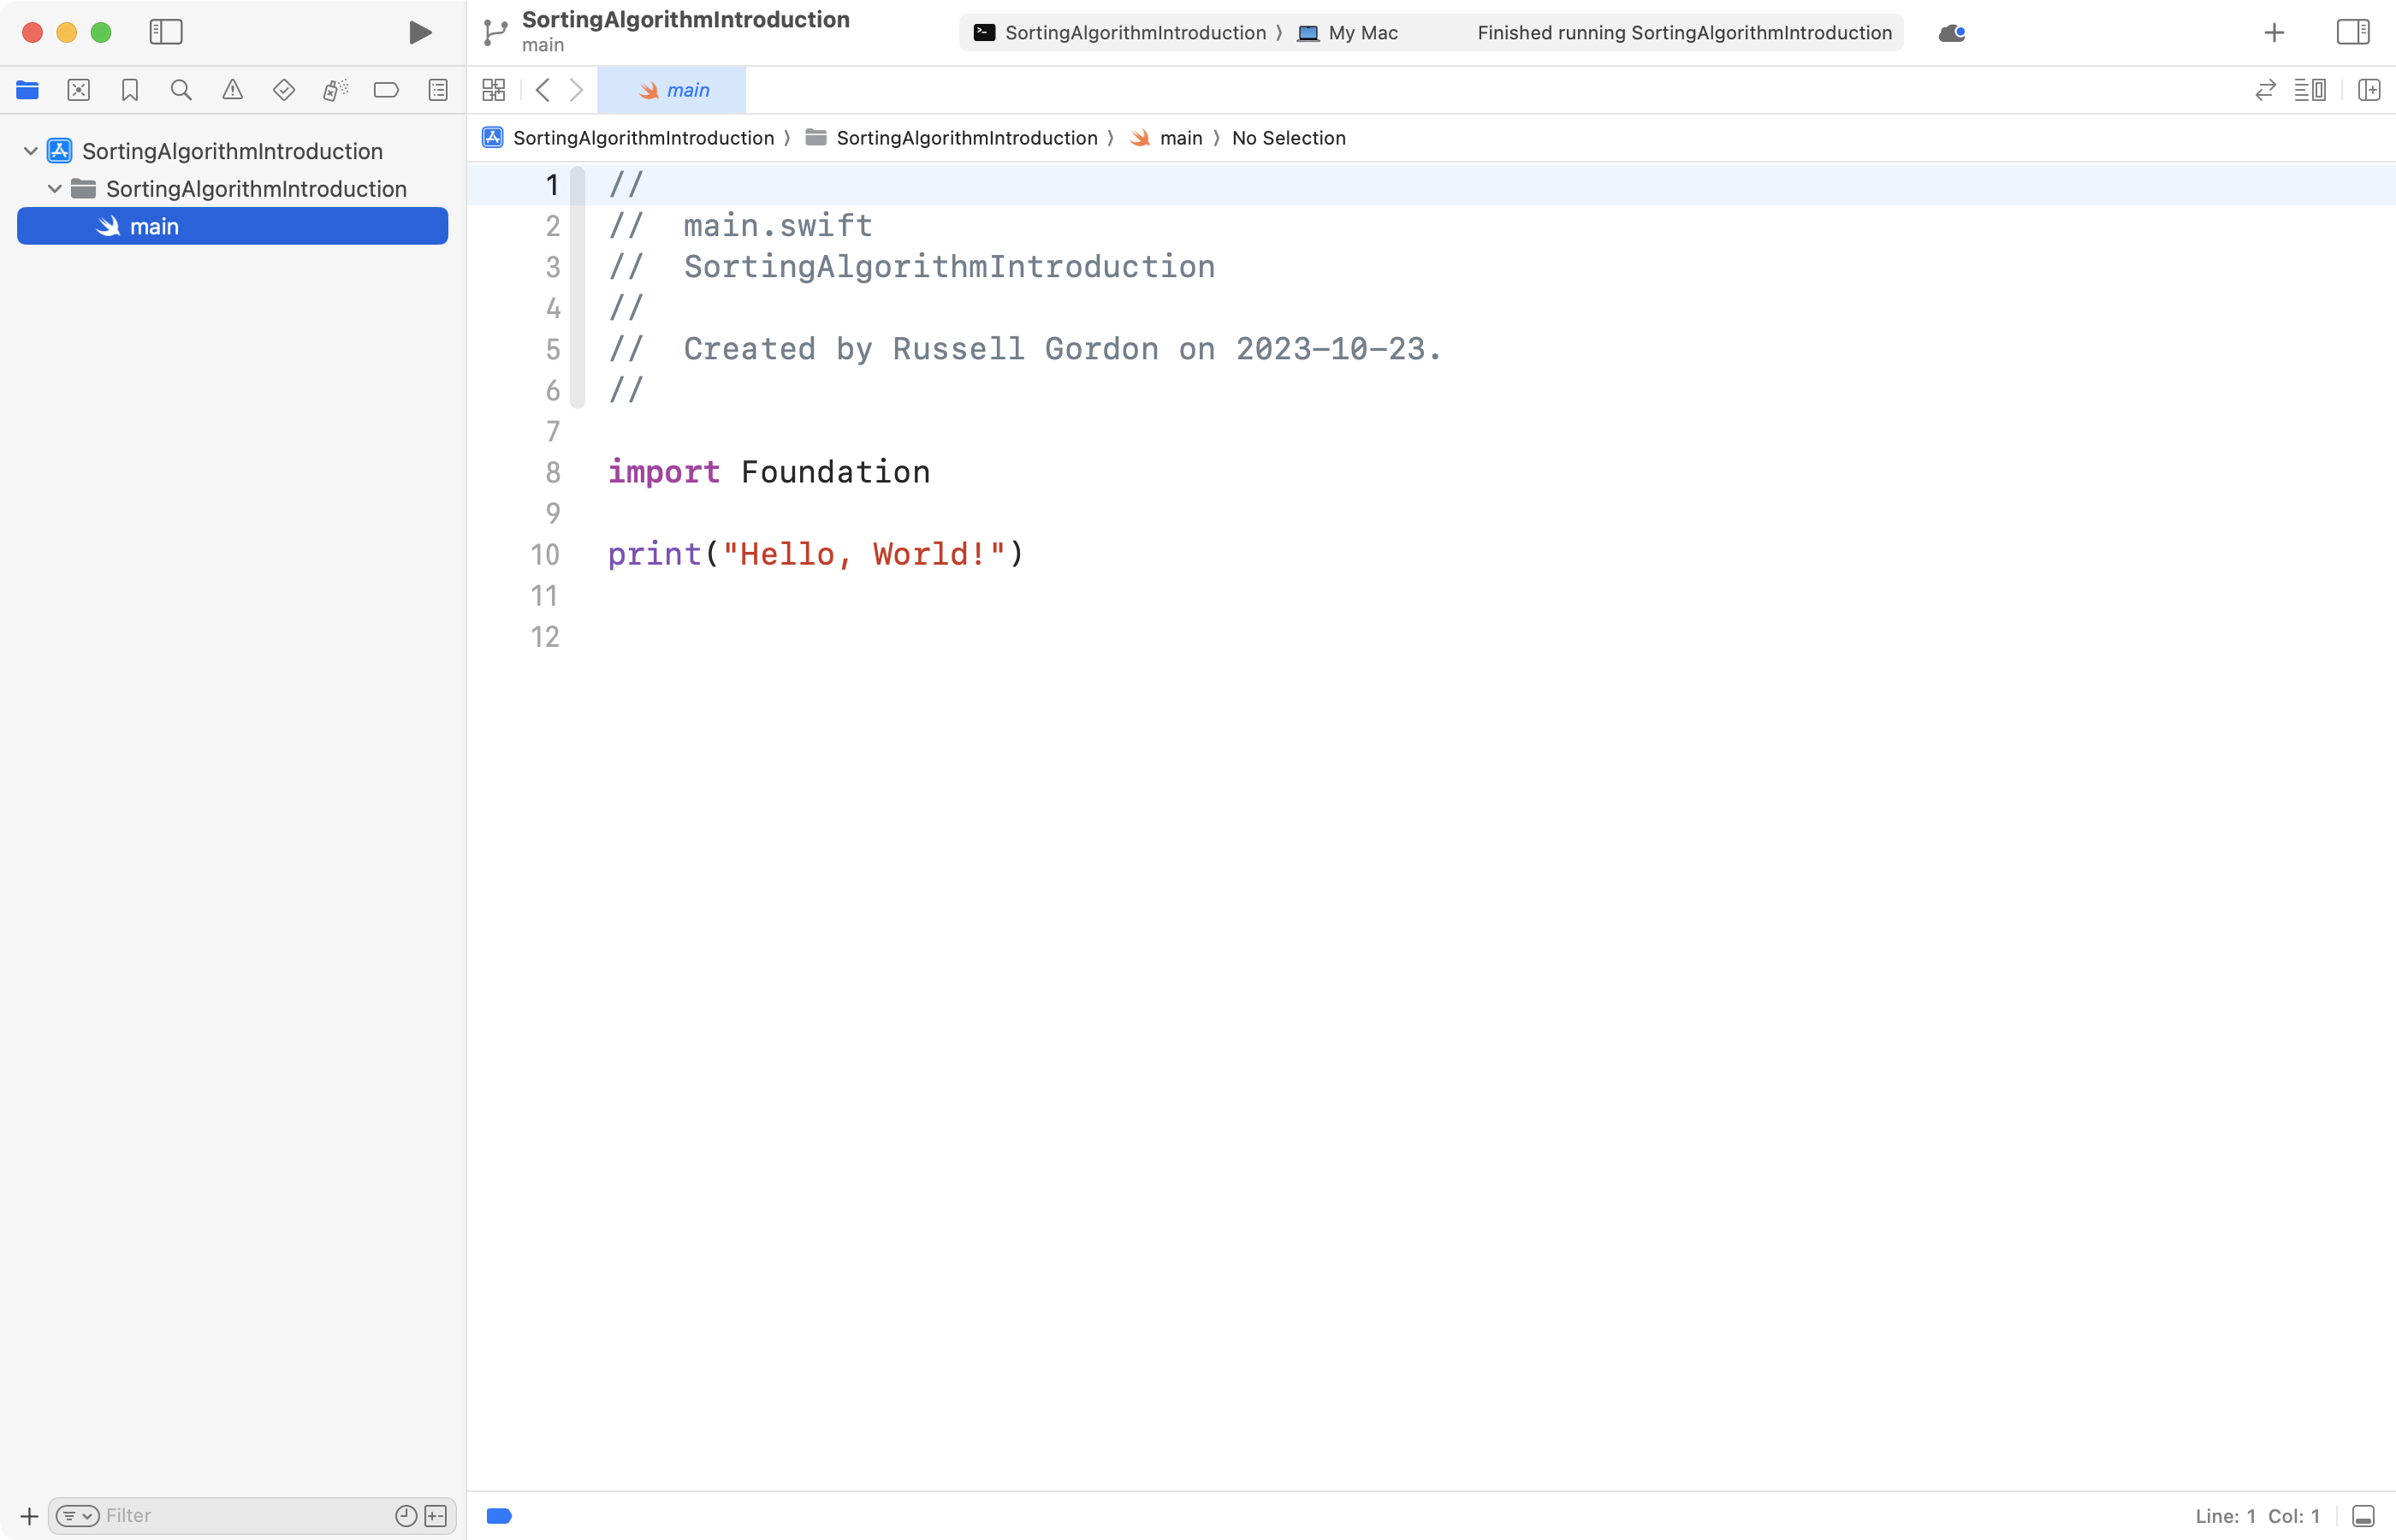 SortingAlgorithmIntroduction
main
SortingAlgorithmIntroduction 〉 My Mac Finished running SortingAlgorithmIntroduction
main
SortingAlgorithmIntroduction 〉 SortingAlgorithmIntroduction 〉 main 〉 No Selection
SortingAlgorithmIntroduction
SortingAlgorithmIntroduction
main
1 //
2 //  main.swift
3 //  SortingAlgorithmIntroduction
4 //
5 //  Created by Russell Gordon on 2023-10-23.
6 //
7
8 import Foundation
9
10 print("Hello, World!")
11
12
Filter
Line: 1 Col: 1